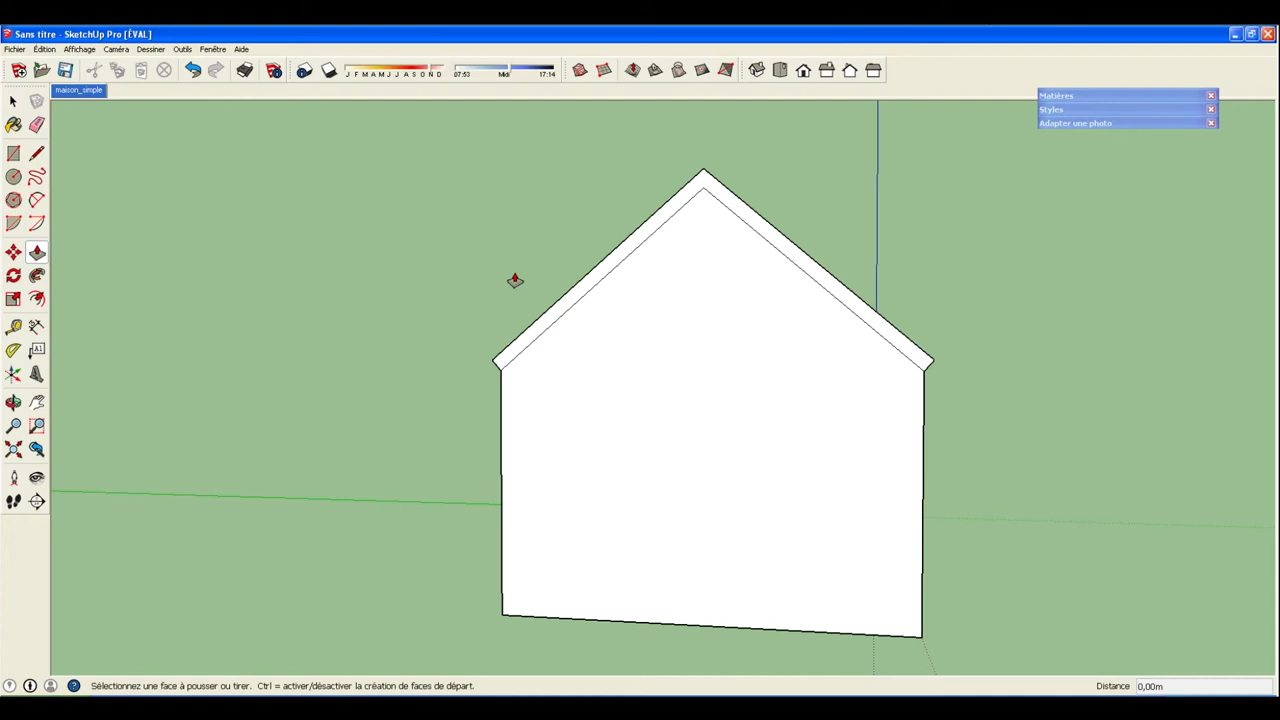 Sans titre - SketchUp Pro [ÉVAL]
Fichier Édition Affichage Caméra Dessiner Outils Fenêtre Aide
J F M A M J J A S O N D 07:53 Midi 17:14
maison_simple
Matières
Styles
Adapter une photo
A1
Sélectionnez une face à pousser ou tirer. Ctrl = activer/désactiver la création de faces de départ. Distance 0,00m